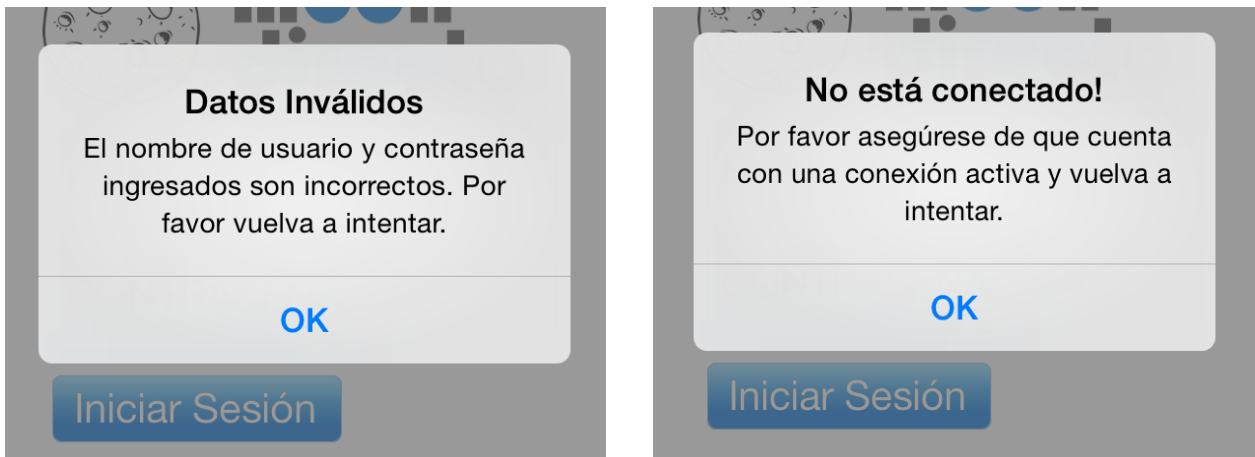 Datos Inválidos
El nombre de usuario y contraseña
ingresados son incorrectos. Por
favor vuelva a intentar.
OK
Iniciar Sesión
No está conectado!
Por favor asegúrese de que cuenta
con una conexión activa y vuelva a
intentar.
OK
Iniciar Sesión